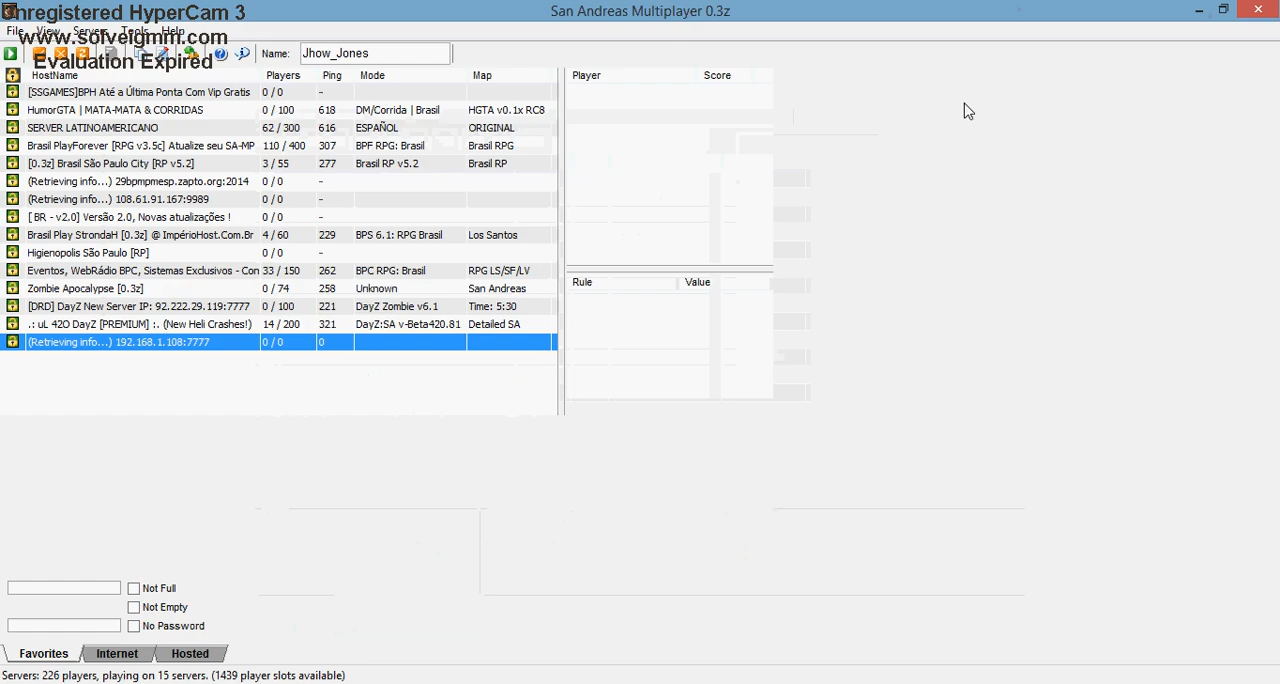 Unregistered HyperCam 3
San Andreas Multiplayer 0.3z
File View Servers Tools Help
www.solveigmm.com
Name: Jhow_Jones
Evaluation Expired
HostName Players Ping Mode Map Player Score
[SSGAMES]BPH Até a Última Ponta Com Vip Gratis 0 / 0 -
HumorGTA | MATA-MATA & CORRIDAS 0 / 100 618 DM/Corrida | Brasil HGTA v0.1x RC8
SERVER LATINOAMERICANO 62 / 300 616 ESPAÑOL ORIGINAL
Brasil PlayForever [RPG v3.5c] Atualize seu SA-MP 110 / 400 307 BPF RPG: Brasil Brasil RPG
[0.3z] Brasil São Paulo City [RP v5.2] 3 / 55 277 Brasil RP v5.2 Brasil RP
(Retrieving info...) 29bpmpmesp.zapto.org:2014 0 / 0 -
(Retrieving info...) 108.61.91.167:9989 0 / 0 -
[ BR - v2.0] Versão 2.0, Novas atualizações ! 0 / 0 -
Brasil Play StrondaH [0.3z] @ ImpérioHost.Com.Br 4 / 60 229 BPS 6.1: RPG Brasil Los Santos
Higienopolis São Paulo [RP] 0 / 0 -
Eventos, WebRádio BPC, Sistemas Exclusivos - Con 33 / 150 262 BPC RPG: Brasil RPG LS/SF/LV
Rule Value
Zombie Apocalypse [0.3z] 0 / 74 258 Unknown San Andreas
[DRD] DayZ New Server IP: 92.222.29.119:7777 0 / 100 221 DayZ Zombie v6.1 Time: 5:30
.: uL 42O DayZ [PREMIUM] :. (New Heli Crashes!) 14 / 200 321 DayZ:SA v-Beta420.81 Detailed SA
(Retrieving info...) 192.168.1.108:7777 0 / 0 0
Not Full
Not Empty
No Password
Favorites Internet Hosted
Servers: 226 players, playing on 15 servers. (1439 player slots available)